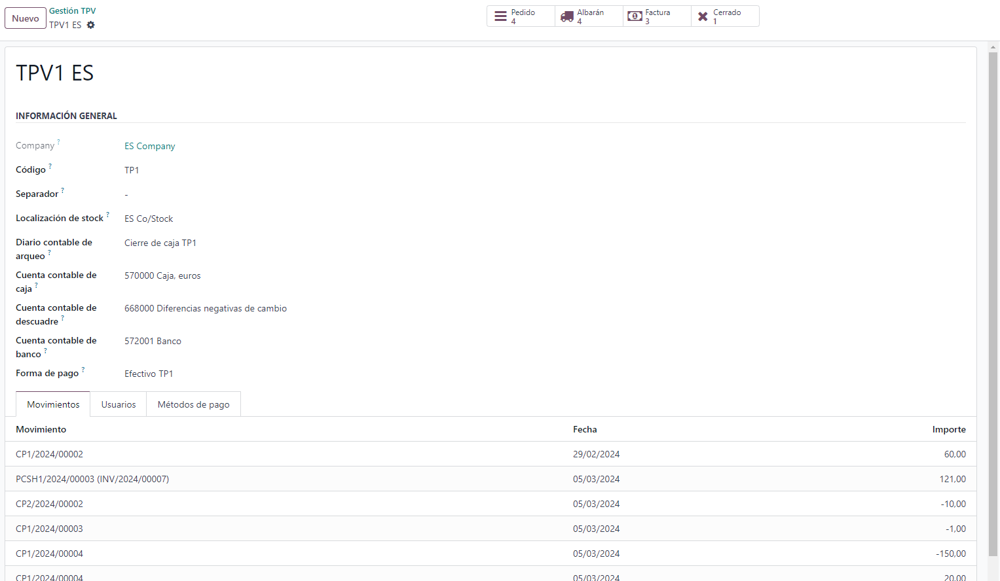 Nuevo
Gestión TPV
TPV1 ES
Pedido
4
Albarán
4
Factura
3
Cerrado
1
TPV1 ES
INFORMACIÓN GENERAL
Company ?
ES Company
Código ?
TP1
Separador ?
-
Localización de stock ?
ES Co/Stock
Diario contable de
arqueo ?
Cierre de caja TP1
Cuenta contable de
caja ?
570000 Caja, euros
Cuenta contable de
descuadre ?
668000 Diferencias negativas de cambio
Cuenta contable de
banco ?
572001 Banco
Forma de pago ?
Efectivo TP1
Movimientos Usuarios Métodos de pago
Movimiento Fecha Importe
CP1/2024/00002 29/02/2024 60,00
PCSH1/2024/00003 (INV/2024/00007) 05/03/2024 121,00
CP2/2024/00002 05/03/2024 -10,00
CP1/2024/00003 05/03/2024 -1,00
CP1/2024/00004 05/03/2024 -150,00
CP1/2024/00004 05/03/2024 20,00